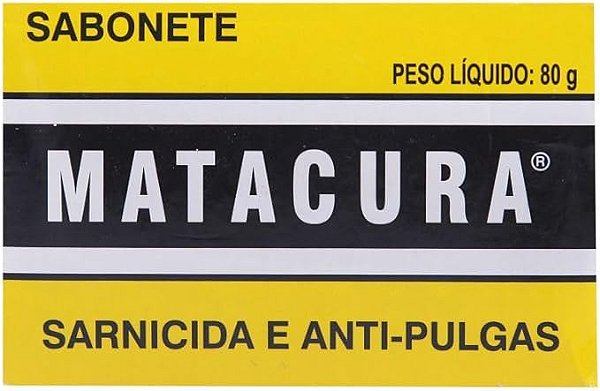 SABONETE
PESO LÍQUIDO: 80 g
MATACURA®
SARNICIDA E ANTI-PULGAS